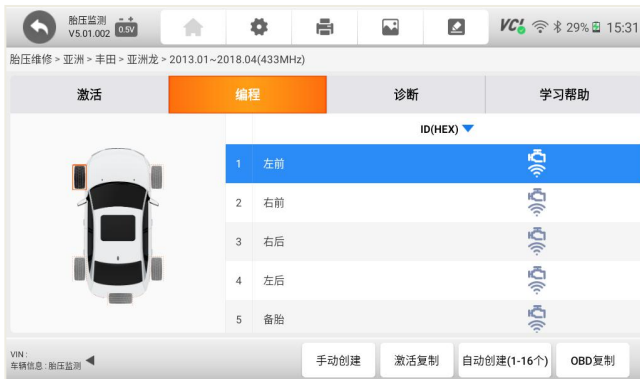 胎压监测 - +
V5.01.002 0.5V
VCI 29% 15:31
胎压维修 > 亚洲 > 丰田 > 亚洲龙 > 2013.01~2018.04(433MHz)
激活 编程 诊断 学习帮助
ID(HEX)
1 左前
2 右前
3 右后
4 左后
5 备胎
VIN :
车辆信息 : 胎压监测
手动创建 激活复制 自动创建(1-16个) OBD复制